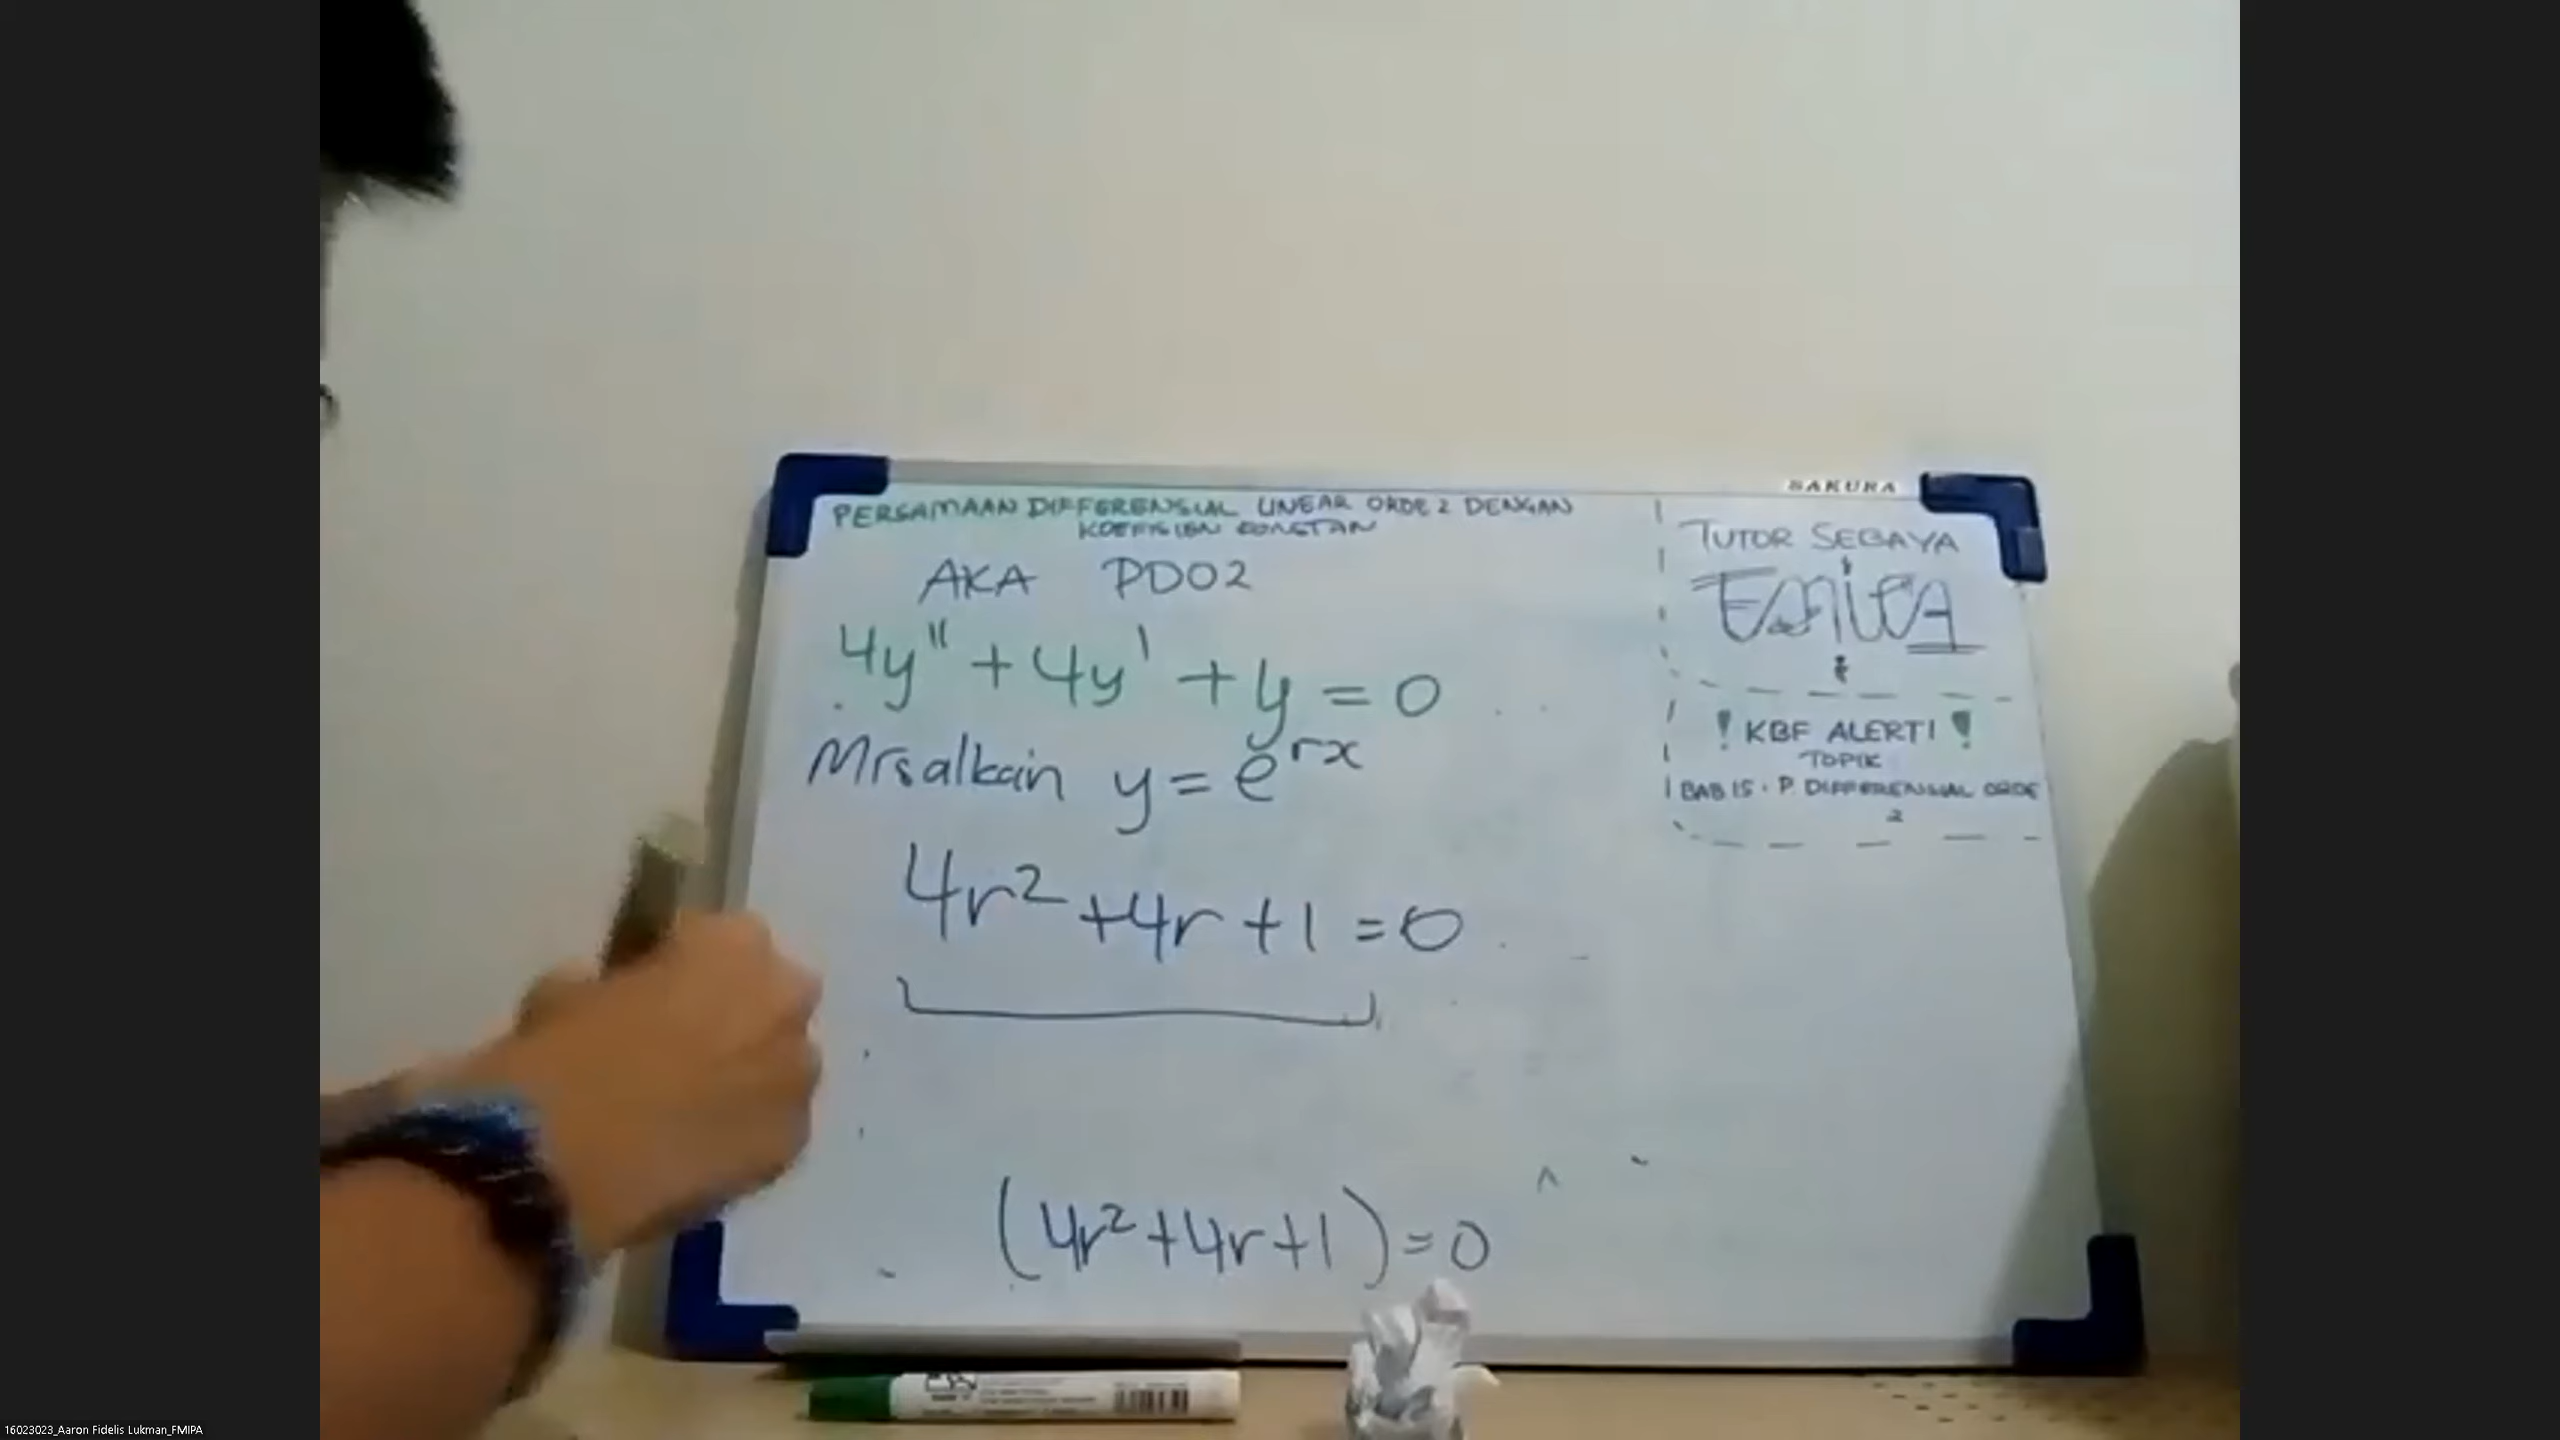 SAKURA
PERSAMAAN DIFFERENSIAL LINEAR ORDE 2 DENGAN
KOEFISIEN KONSTAN
AKA PDO2
4y" + 4y' + y = 0
Misalkan y = e^rx
4r² + 4r + 1 = 0
(4r² + 4r + 1) = 0
TUTOR SEBAYA
FMIPA
! KBF ALERT! !
TOPIK
BAB 15 · P. DIFFERENSIAL ORDE
2
16023023_Aaron Fidelis Lukman_FMIPA